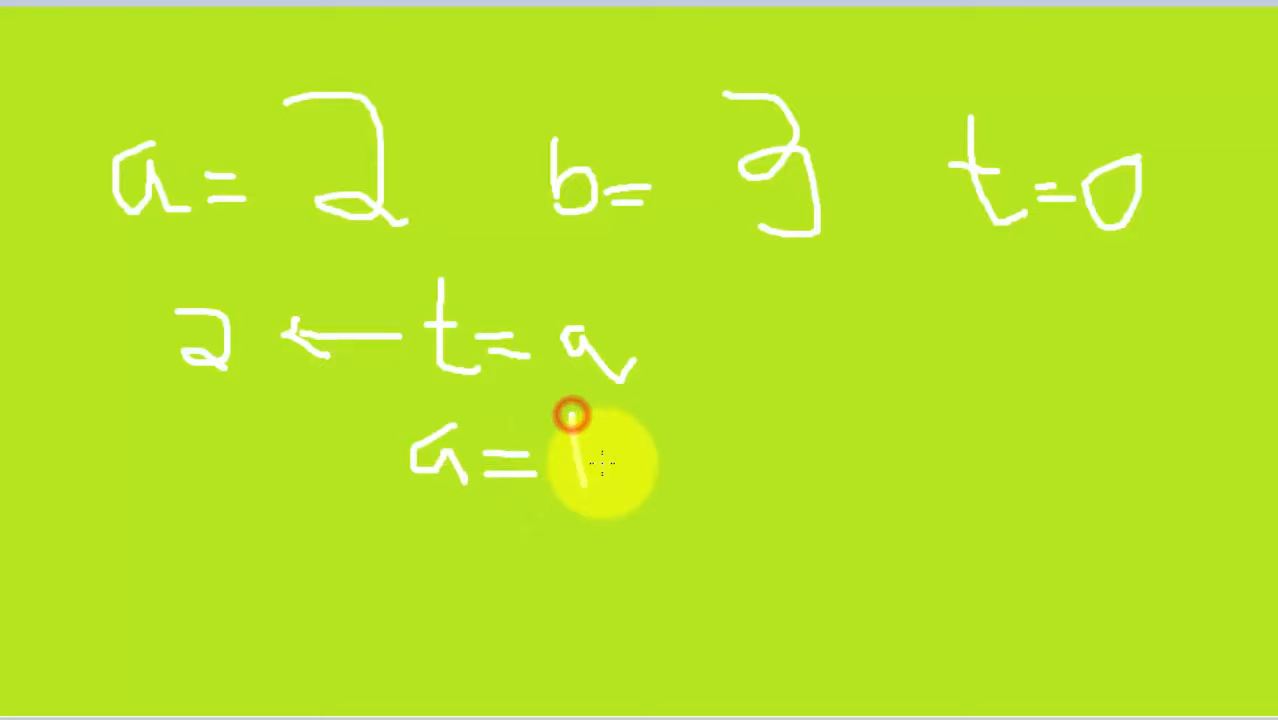 a = 2 b = 3 t = 0
2 ← t = a
a =